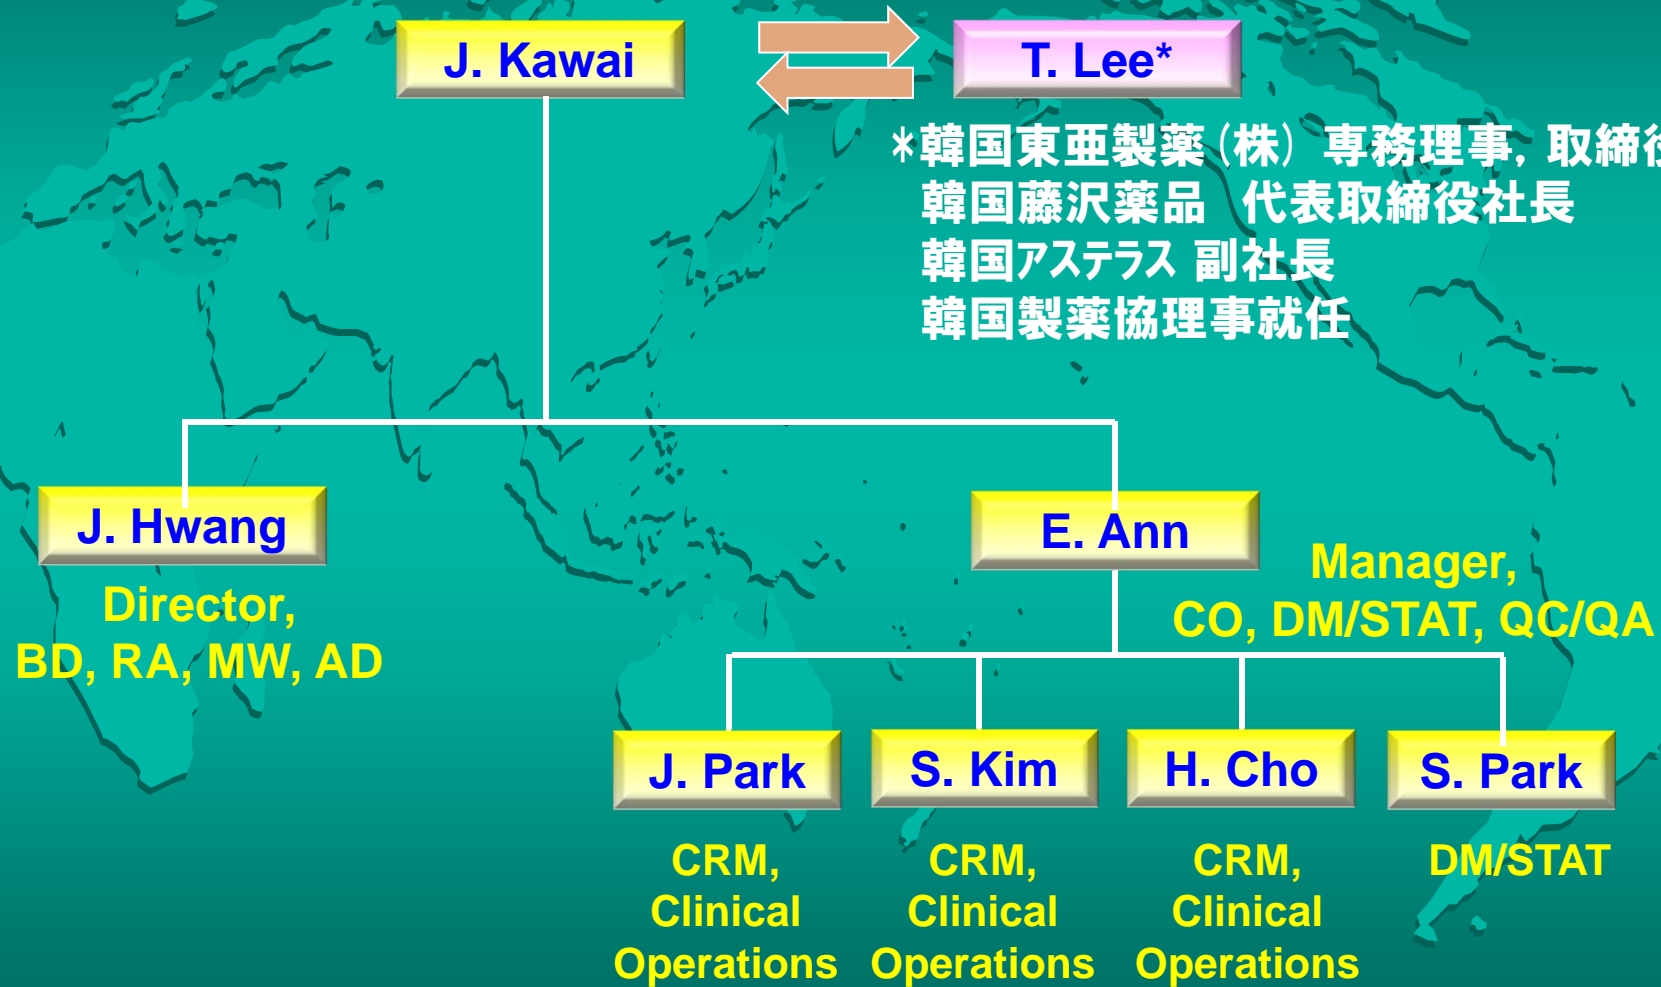 J. Kawai
T. Lee*
*韓国東亜製薬(株) 専務理事, 取締役
韓国藤沢薬品 代表取締役社長
韓国アステラス 副社長
韓国製薬協理事就任
J. Hwang
Director,
BD, RA, MW, AD
E. Ann
Manager,
CO, DM/STAT, QC/QA
J. Park
CRM,
Clinical
Operations
S. Kim
CRM,
Clinical
Operations
H. Cho
CRM,
Clinical
Operations
S. Park
DM/STAT